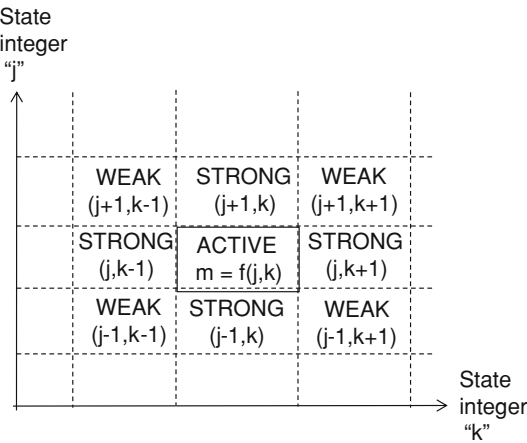 State
integer
“j”
WEAK STRONG WEAK
(j+1,k-1) (j+1,k) (j+1,k+1)
STRONG ACTIVE STRONG
(j,k-1) m = f(j,k) (j,k+1)
WEAK STRONG WEAK
(j-1,k-1) (j-1,k) (j-1,k+1)
State
integer
“k”